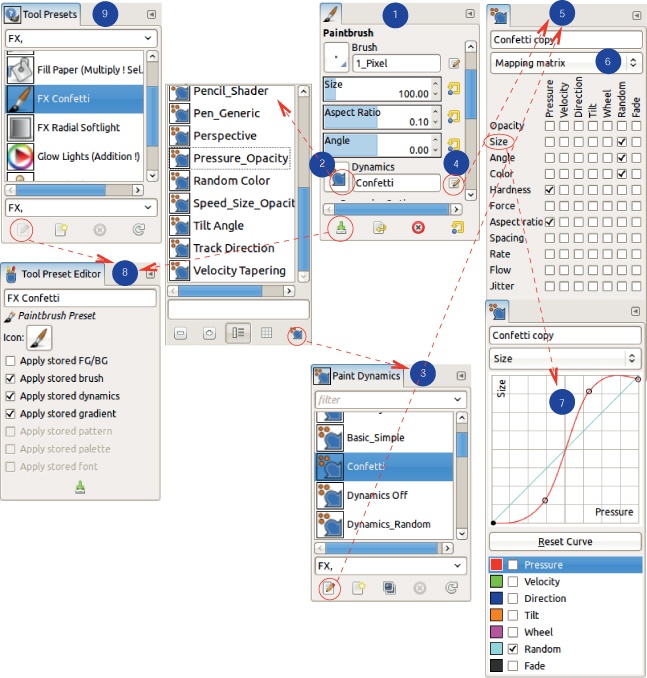 Tool Presets
9
FX,
Fill Paper (Multiply ! Sel.
FX Confetti
FX Radial Softlight
Glow Lights (Addition !)
FX,
8
Tool Preset Editor
FX Confetti
Paintbrush Preset
Icon:
Apply stored FG/BG
Apply stored brush
Apply stored dynamics
Apply stored gradient
Apply stored pattern
Apply stored palette
Apply stored font
Pencil_Shader
Pen_Generic
Perspective
Pressure_Opacity
Random Color
Speed_Size_Opacit
Tilt Angle
Track Direction
Velocity Tapering
1
Paintbrush
Brush
1_Pixel
Size
100.00
Aspect Ratio
0.10
Angle
0.00
2
4
Dynamics
Confetti
3
Paint Dynamics
filter
Basic_Simple
Confetti
Dynamics Off
Dynamics_Random
FX,
5
Confetti copy
6
Mapping matrix
Pressure
Velocity
Direction
Tilt
Wheel
Random
Fade
Opacity
Size
Angle
Color
Hardness
Force
Aspect ratio
Spacing
Rate
Flow
Jitter
Confetti copy
Size
7
Size
Pressure
Reset Curve
Pressure
Velocity
Direction
Tilt
Wheel
Random
Fade